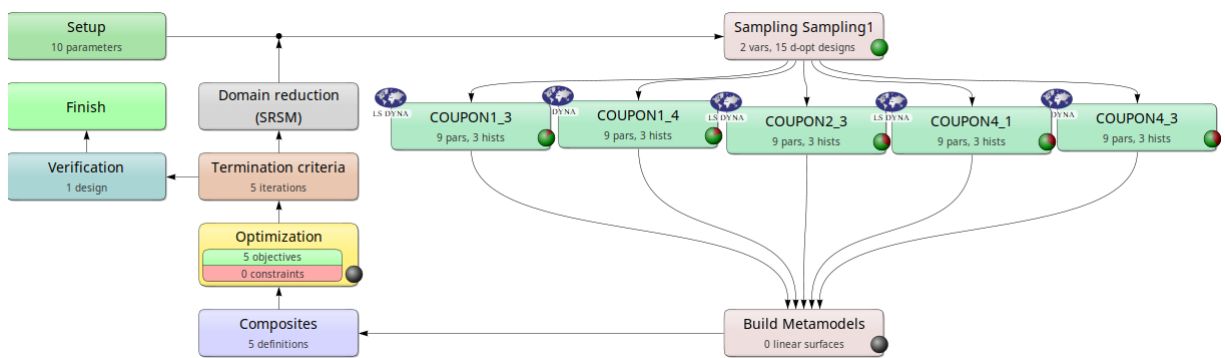 Setup
10 parameters
Sampling Sampling1
2 vars, 15 d-opt designs
Finish
Domain reduction
(SRSM)
LS DYNA
COUPON1_3
9 pars, 3 hists
DYNA
COUPON1_4
9 pars, 3 hists
LS DYNA
COUPON2_3
9 pars, 3 hists
LS DYNA
COUPON4_1
9 pars, 3 hists
DYNA
COUPON4_3
9 pars, 3 hists
Verification
1 design
Termination criteria
5 iterations
Optimization
5 objectives
0 constraints
Composites
5 definitions
Build Metamodels
0 linear surfaces